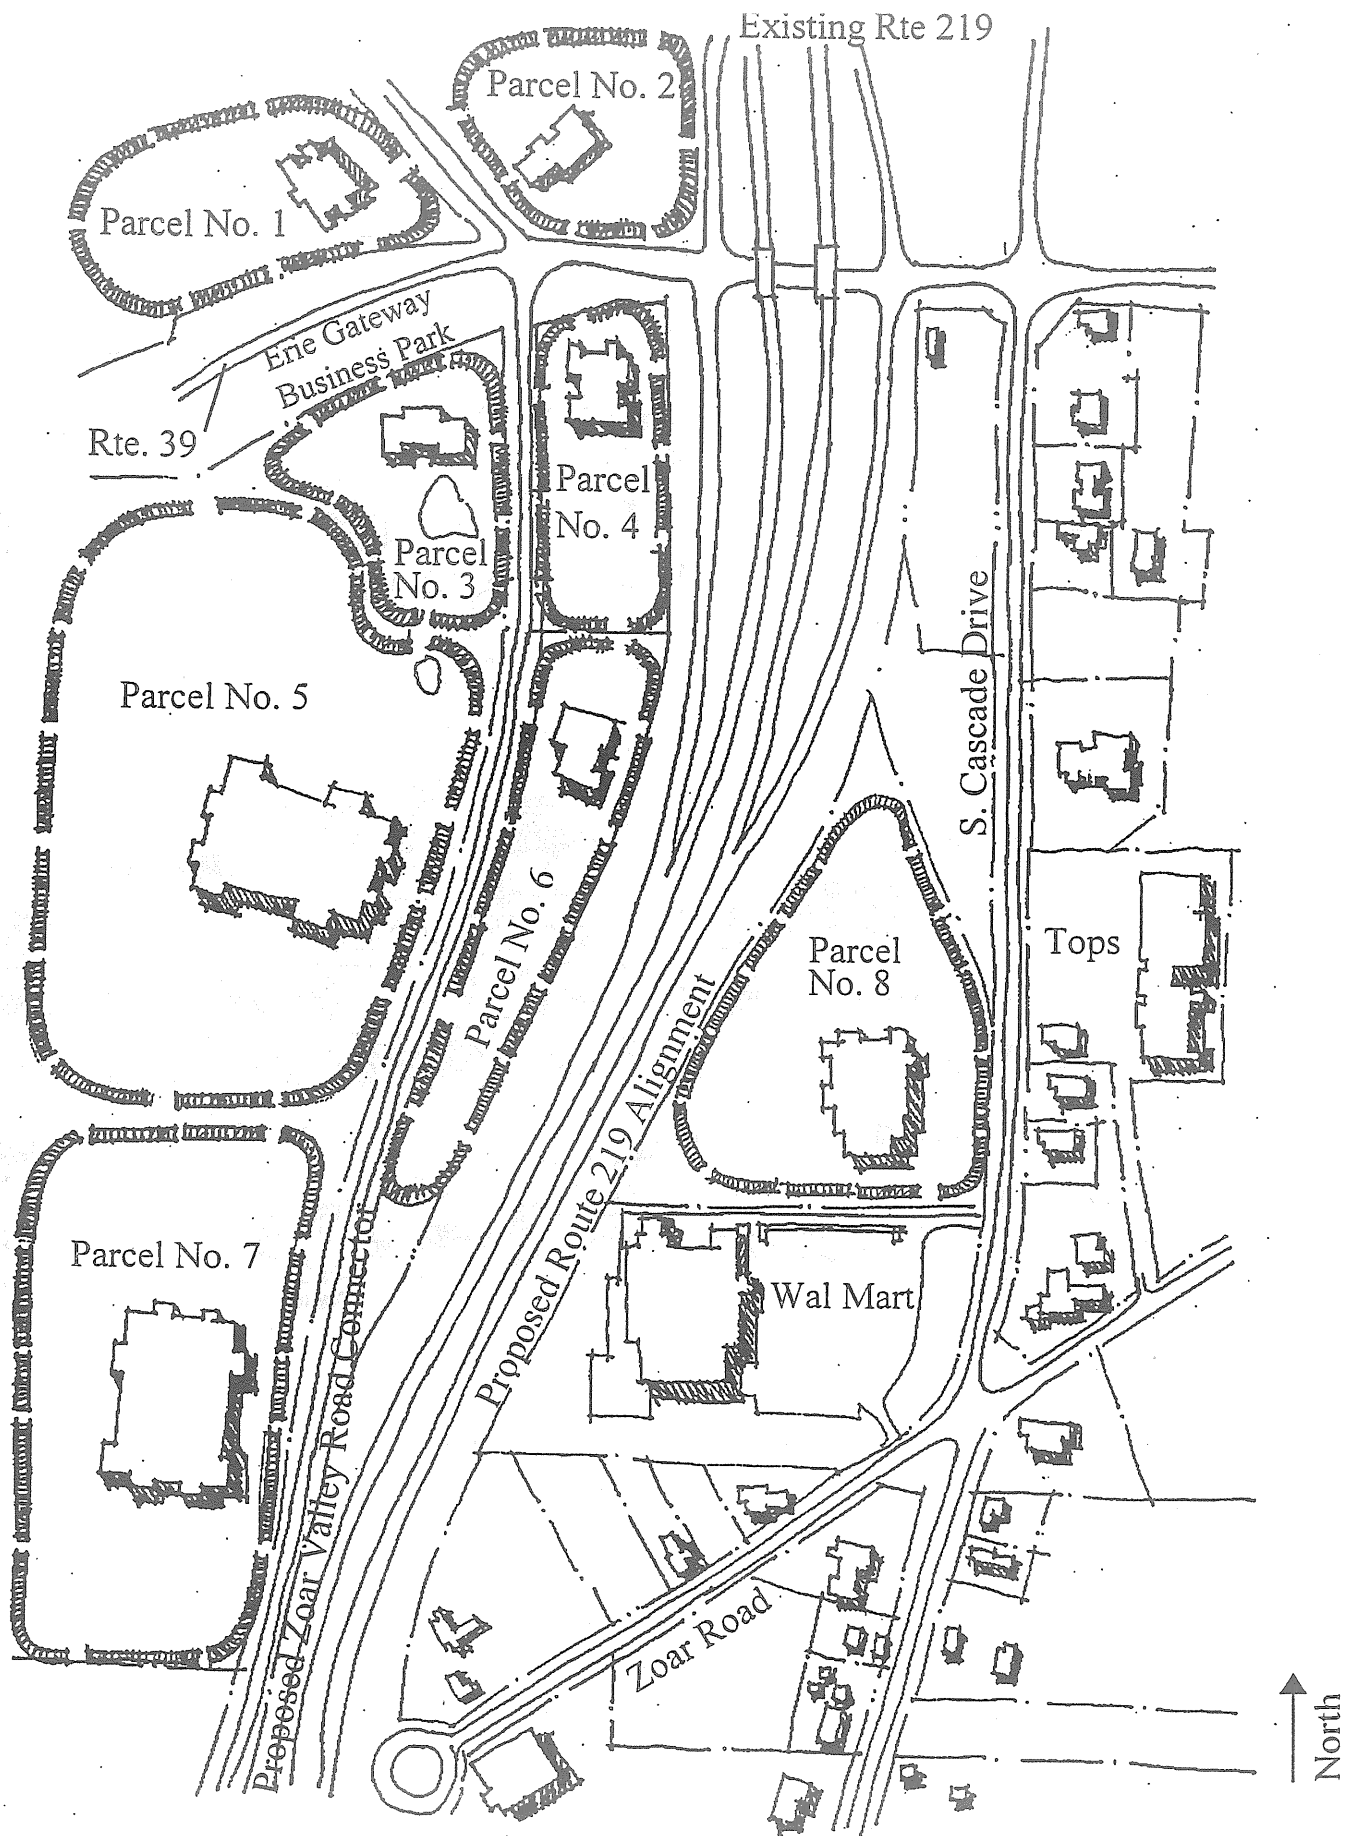 Existing Rte 219
Parcel No. 2
Parcel No. 1
Erie Gateway
Business Park
Rte. 39
Parcel
No. 4
Parcel
No. 3
S. Cascade Drive
Parcel No. 5
Parcel No. 6
Parcel
No. 8
Tops
Proposed Route 219 Alignment
Parcel No. 7
Wal Mart
Proposed Zoar Valley Road Connector
Zoar Road
North